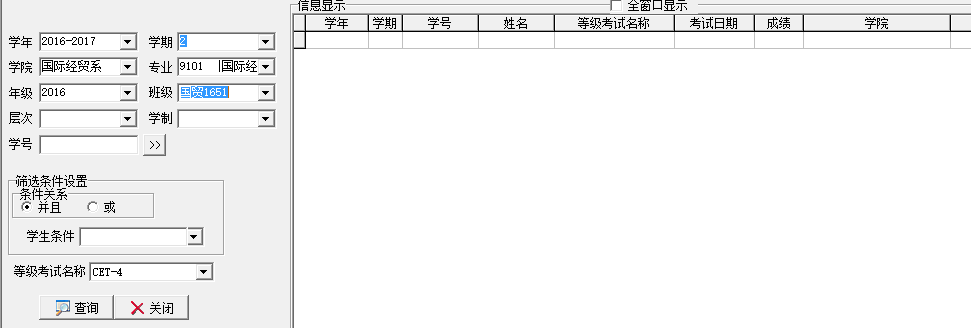 信息显示 全窗口显示
学年 学期 学号 姓名 等级考试名称 考试日期 成绩 学院
学年 2016-2017 学期 2
学院 国际经贸系 专业 9101 |国际经
年级 2016 班级 国贸1651
层次 学制
学号 >>
筛选条件设置
条件关系
并且 或
学生条件
等级考试名称 CET-4
查询 关闭